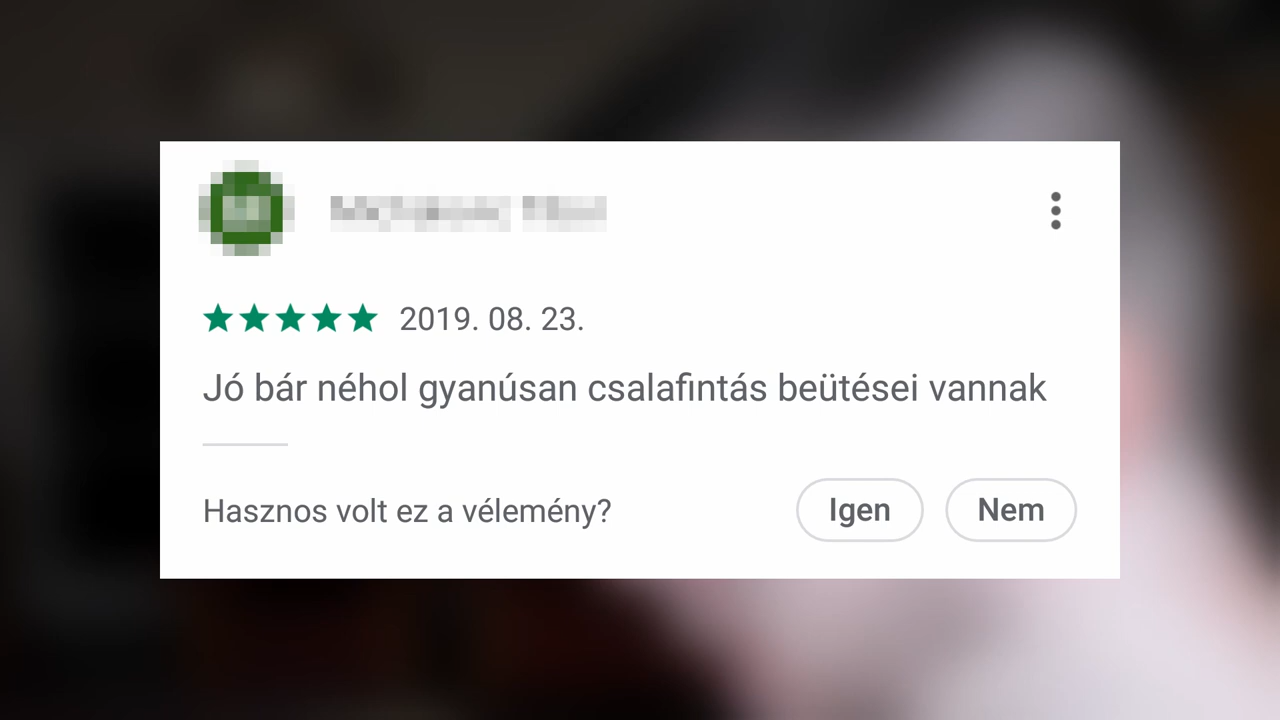 2019. 08. 23.
Jó bár néhol gyanúsan csalafintás beütései vannak
Hasznos volt ez a vélemény?
Igen
Nem